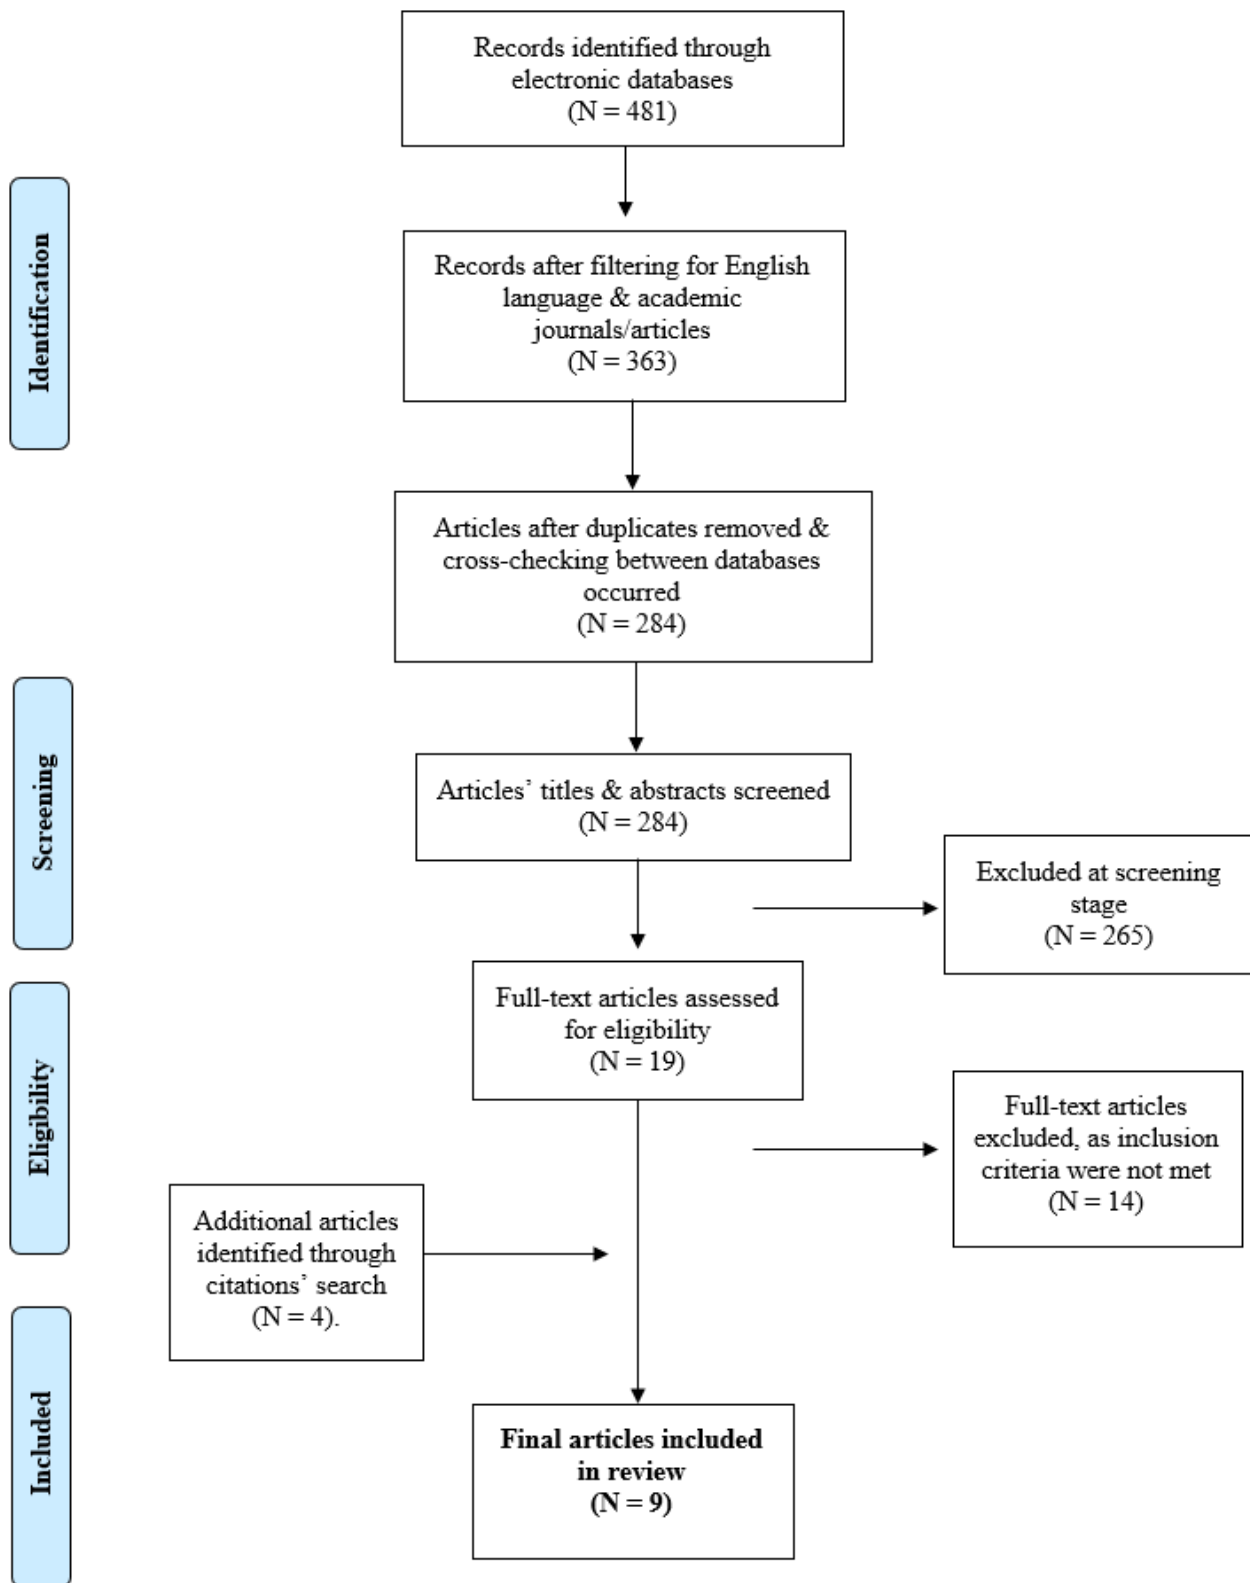 Records identified through
electronic databases
(N = 481)
Identification
Records after filtering for English
language & academic
journals/articles
(N = 363)
Articles after duplicates removed &
cross-checking between databases
occurred
(N = 284)
Screening
Articles’ titles & abstracts screened
(N = 284)
Excluded at screening
stage
(N = 265)
Eligibility
Full-text articles assessed
for eligibility
(N = 19)
Full-text articles
excluded, as inclusion
criteria were not met
(N = 14)
Additional articles
identified through
citations’ search
(N = 4).
Included
Final articles included
in review
(N = 9)